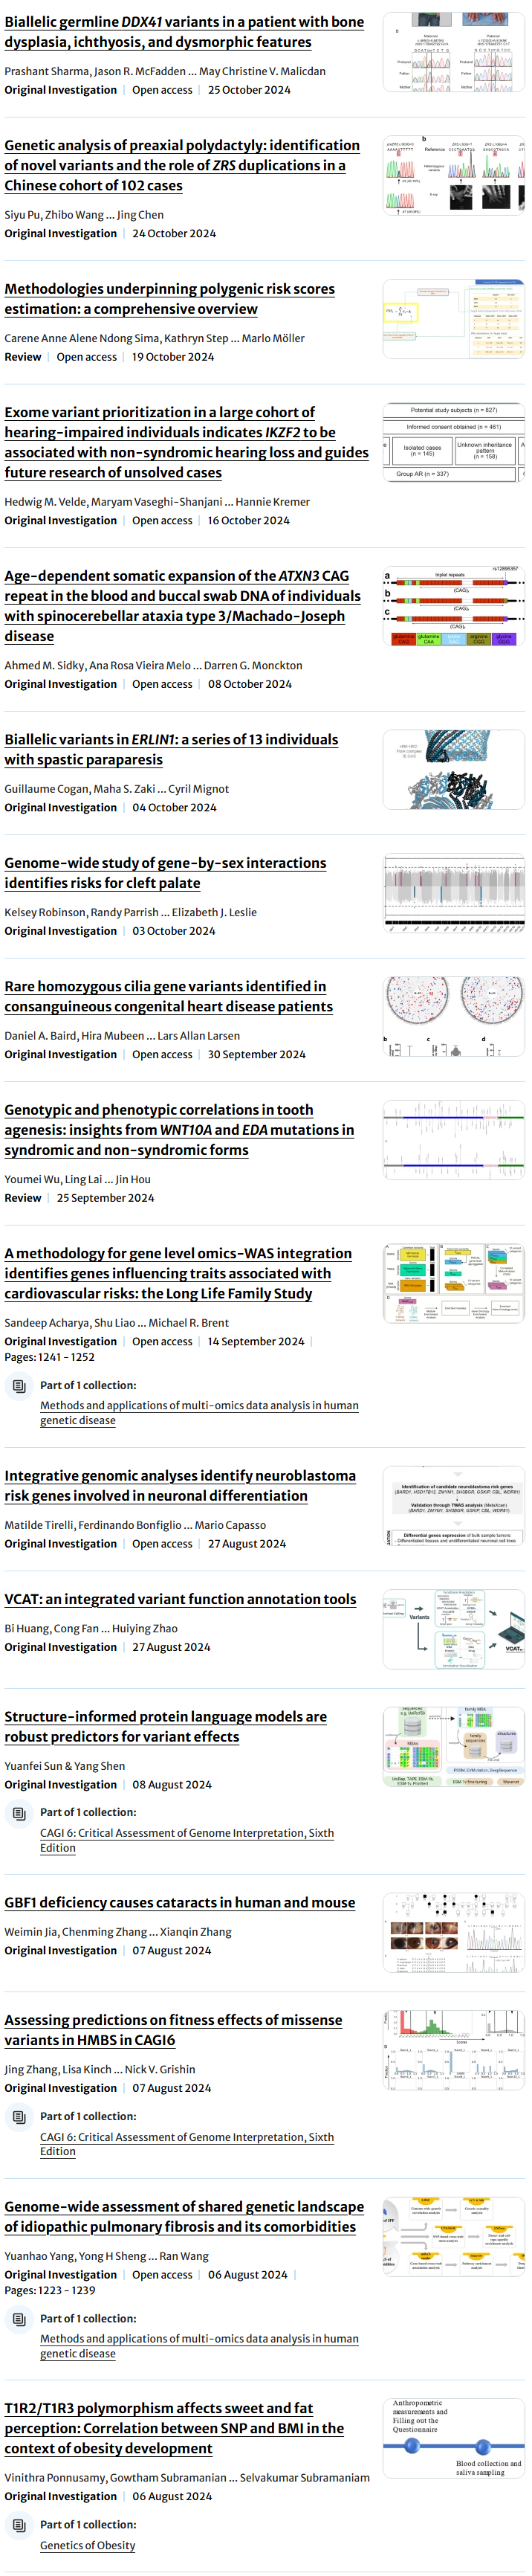 Biallelic germline DDX41 variants in a patient with bone
dysplasia, ichthyosis, and dysmorphic features
Prashant Sharma, Jason R. McFadden ... May Christine V. Malicdan
Original Investigation | Open access | 25 October 2024
Genetic analysis of preaxial polydactyly: identification
of novel variants and the role of ZRS duplications in a
Chinese cohort of 102 cases
Siyu Pu, Zhibo Wang ... Jing Chen
Original Investigation | 24 October 2024
Methodologies underpinning polygenic risk scores
estimation: a comprehensive overview
Carene Anne Alene Ndong Sima, Kathryn Step ... Marlo Möller
Review | Open access | 19 October 2024
Exome variant prioritization in a large cohort of
hearing-impaired individuals indicates IKZF2 to be
associated with non-syndromic hearing loss and guides
future research of unsolved cases
Hedwig M. Velde, Maryam Vaseghi-Shanjani ... Hannie Kremer
Original Investigation | Open access | 16 October 2024
Potential study subjects (n = 827)
Informed consent obtained (n = 461)
Isolated cases
(n = 145)
Unknown inheritance
pattern
(n = 158)
Group AR (n = 337)
Age-dependent somatic expansion of the ATXN3 CAG
repeat in the blood and buccal swab DNA of individuals
with spinocerebellar ataxia type 3/Machado-Joseph
disease
Ahmed M. Sidky, Ana Rosa Vieira Melo ... Darren G. Monckton
Original Investigation | Open access | 08 October 2024
a
b
c
triplet repeats
Biallelic variants in ERLIN1: a series of 13 individuals
with spastic paraparesis
Guillaume Cogan, Maha S. Zaki ... Cyril Mignot
Original Investigation | 04 October 2024
Genome-wide study of gene-by-sex interactions
identifies risks for cleft palate
Kelsey Robinson, Randy Parrish ... Elizabeth J. Leslie
Original Investigation | 03 October 2024
Rare homozygous cilia gene variants identified in
consanguineous congenital heart disease patients
Daniel A. Baird, Hira Mubeen ... Lars Allan Larsen
Original Investigation | Open access | 30 September 2024
b c d
Genotypic and phenotypic correlations in tooth
agenesis: insights from WNT10A and EDA mutations in
syndromic and non-syndromic forms
Youmei Wu, Ling Lai ... Jin Hou
Review | 25 September 2024
A methodology for gene level omics-WAS integration
identifies genes influencing traits associated with
cardiovascular risks: the Long Life Family Study
Sandeep Acharya, Shu Liao ... Michael R. Brent
Original Investigation | Open access | 14 September 2024 |
Pages: 1241 - 1252
Part of 1 collection:
Methods and applications of multi-omics data analysis in human
genetic disease
Integrative genomic analyses identify neuroblastoma
risk genes involved in neuronal differentiation
Matilde Tirelli, Ferdinando Bonfiglio ... Mario Capasso
Original Investigation | Open access | 27 August 2024
Identification of candidate neuroblastoma risk genes
Validation through TWAS analysis (Metaxcan)
Differential genes expression of bulk sample tumors
VCAT: an integrated variant function annotation tools
Bi Huang, Cong Fan ... Huiying Zhao
Original Investigation | 27 August 2024
Variants
VCAT
Structure-informed protein language models are
robust predictors for variant effects
Yuanfei Sun & Yang Shen
Original Investigation | 08 August 2024
Part of 1 collection:
CAGI 6: Critical Assessment of Genome Interpretation, Sixth
Edition
GBF1 deficiency causes cataracts in human and mouse
Weimin Jia, Chenming Zhang ... Xianqin Zhang
Original Investigation | 07 August 2024
Assessing predictions on fitness effects of missense
variants in HMBS in CAGI6
Jing Zhang, Lisa Kinch ... Nick V. Grishin
Original Investigation | 07 August 2024
Part of 1 collection:
CAGI 6: Critical Assessment of Genome Interpretation, Sixth
Edition
Genome-wide assessment of shared genetic landscape
of idiopathic pulmonary fibrosis and its comorbidities
Yuanhao Yang, Yong H Sheng ... Ran Wang
Original Investigation | Open access | 06 August 2024 |
Pages: 1223 - 1239
Part of 1 collection:
Methods and applications of multi-omics data analysis in human
genetic disease
T1R2/T1R3 polymorphism affects sweet and fat
perception: Correlation between SNP and BMI in the
context of obesity development
Vinithra Ponnusamy, Gowtham Subramanian ... Selvakumar Subramaniam
Original Investigation | 06 August 2024
Part of 1 collection:
Genetics of Obesity
Anthropometric
measurements and
Filling out the
Questionnaire
Blood collection and
saliva sampling